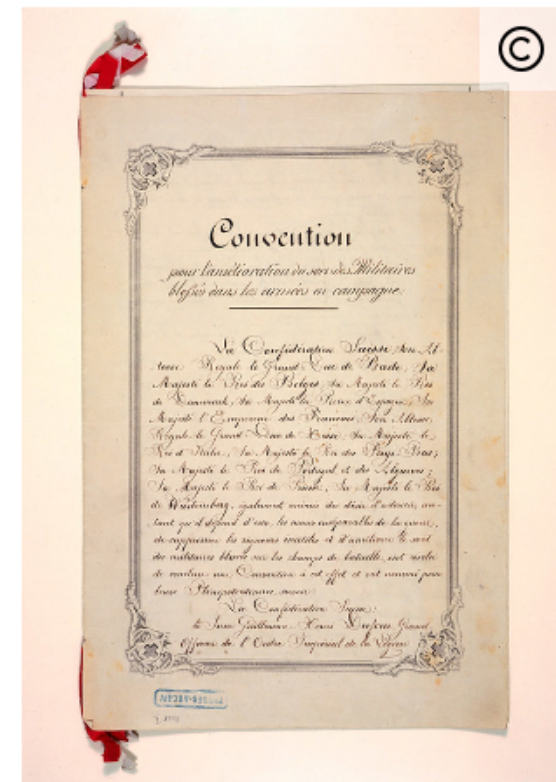 ©
Convention
pour l'amélioration du sort des Militaires
blessés dans les armées en campagne.
La Confédération Suisse, Son Al-
tesse Royale le Grand-Duc de Bade, Sa
Majesté le Roi des Belges, Sa Majesté le Roi
de Danemark, Sa Majesté la Reine d'Espagne, Sa
Majesté l'Empereur des Français, Son Altesse
Royale le Grand-Duc de Hesse, Sa Majesté le
Roi d'Italie, Sa Majesté le Roi des Pays-Bas,
Sa Majesté le Roi de Portugal et des Algarves,
Sa Majesté le Roi de Prusse, Sa Majesté le Roi
de Würtemberg, également animés du désir d'adoucir, au-
tant qu'il dépend d'eux, les maux inséparables de la guerre,
de supprimer les rigueurs inutiles et d'améliorer le sort
des militaires blessés sur les champs de bataille, ont résolu
de conclure une Convention à cet effet et ont nommé pour
leurs Plénipotentiaires, savoir:
La Confédération Suisse:
le Sieur Guillaume-Henri Dufour, Grand
Officier de l'Ordre Impérial de la Légion